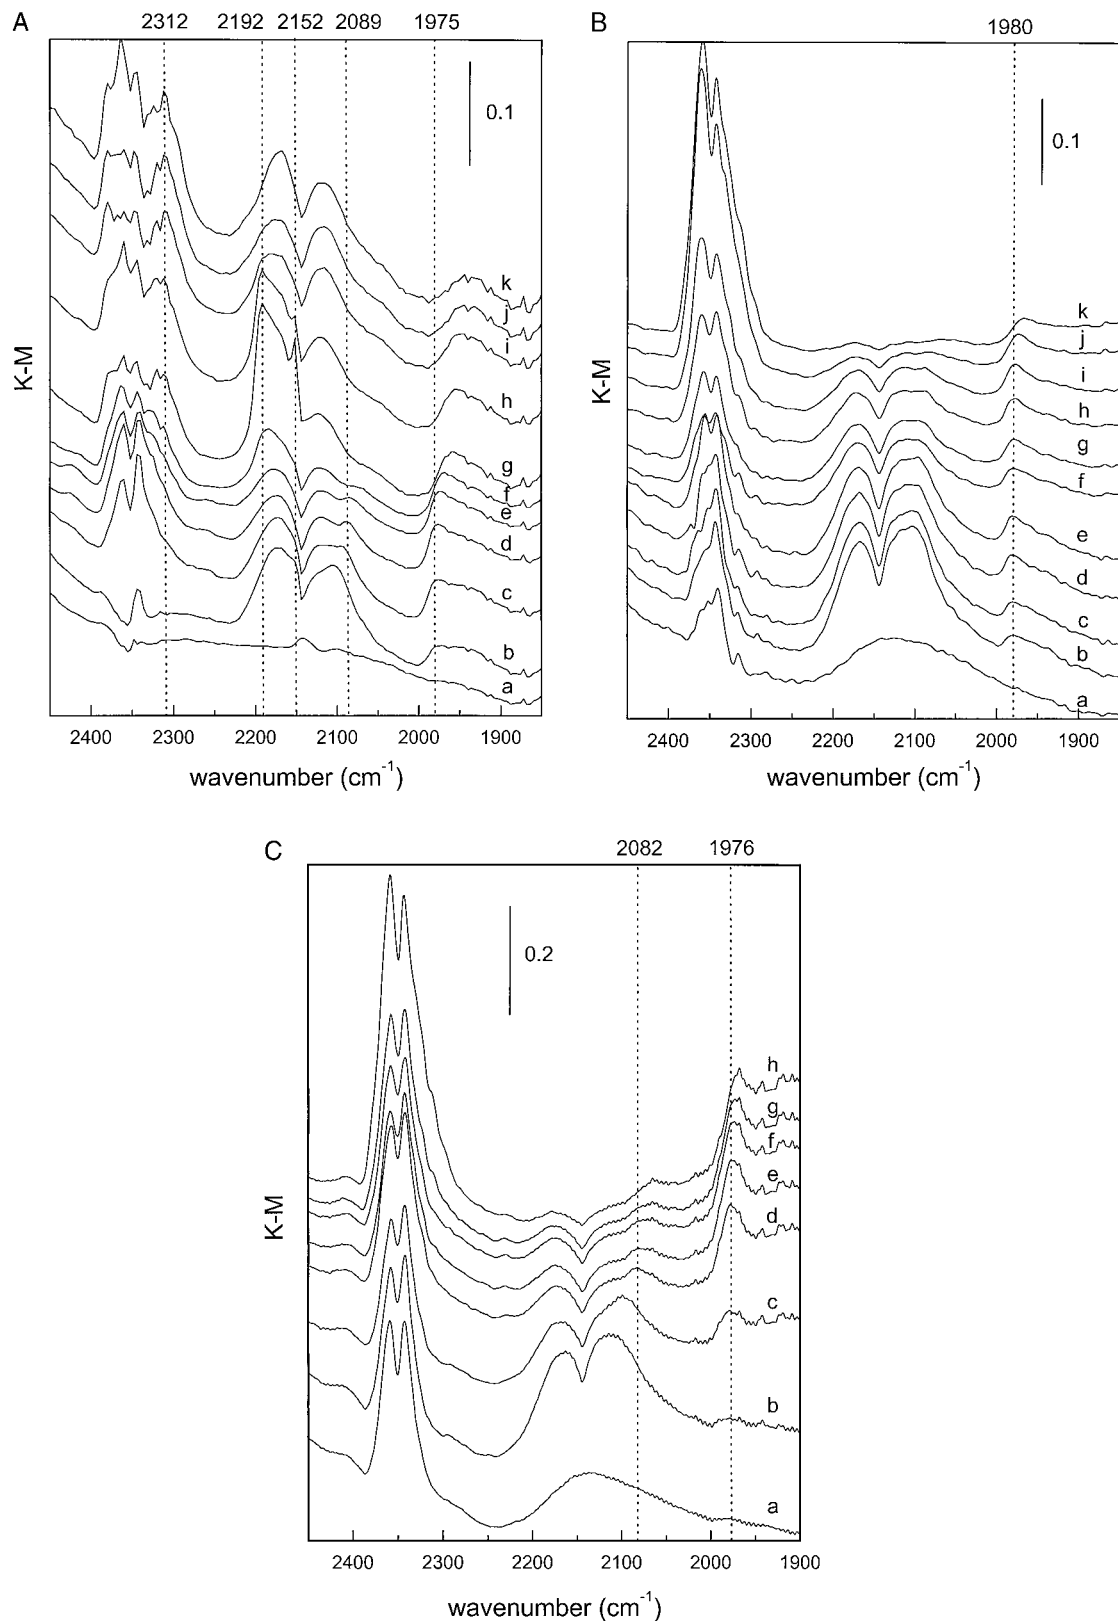 A
2312 2192 2152 2089 1975
0.1
K-M
k
j
i
h
g
f
e
d
c
b
a
2400 2300 2200 2100 2000 1900
wavenumber (cm-1)
B
1980
0.1
K-M
k
j
i
h
g
f
e
d
c
b
a
2400 2300 2200 2100 2000 1900
wavenumber (cm-1)
C
2082 1976
0.2
K-M
h
g
f
e
d
c
b
a
2400 2300 2200 2100 2000 1900
wavenumber (cm-1)